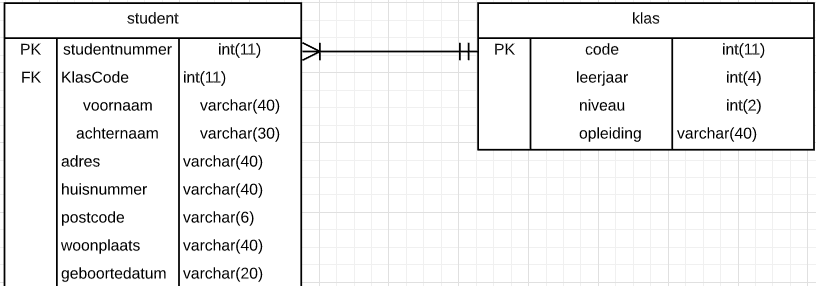 student
PK studentnummer int(11)
FK KlasCode int(11)
voornaam varchar(40)
achternaam varchar(30)
adres varchar(40)
huisnummer varchar(40)
postcode varchar(6)
woonplaats varchar(40)
geboortedatum varchar(20)
klas
PK code int(11)
leerjaar int(4)
niveau int(2)
opleiding varchar(40)